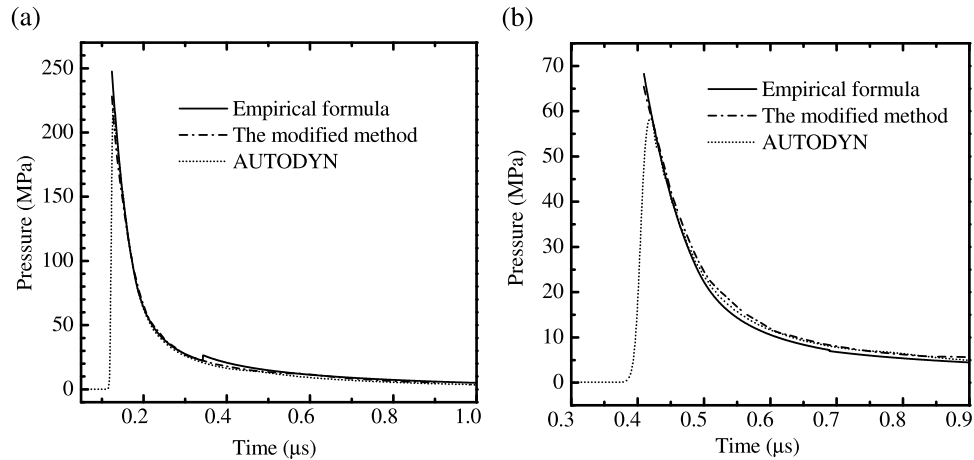 (a)
250
200
150
100
50
0
Pressure (MPa)
Empirical formula
The modified method
AUTODYN
0.2
0.4
0.6
0.8
1.0
Time (μs)
(b)
70
60
50
40
30
20
10
0
Pressure (MPa)
Empirical formula
The modified method
AUTODYN
0.3
0.4
0.5
0.6
0.7
0.8
0.9
Time (μs)